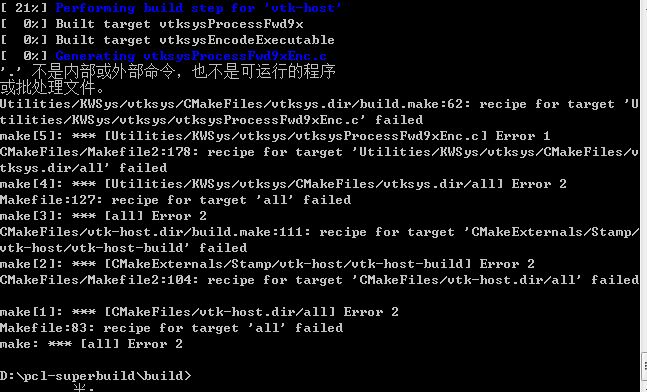 [ 21%] Performing build step for 'vtk-host'
[  0%] Built target vtksysProcessFwd9x
[  0%] Built target vtksysEncodeExecutable
[  0%] Generating vtksysProcessFwd9xEnc.c
'.' 不是内部或外部命令，也不是可运行的程序
或批处理文件。
Utilities/KWSys/vtksys/CMakeFiles/vtksys.dir/build.make:62: recipe for target 'U
tilities/KWSys/vtksys/vtksysProcessFwd9xEnc.c' failed
make[5]: *** [Utilities/KWSys/vtksys/vtksysProcessFwd9xEnc.c] Error 1
CMakeFiles/Makefile2:178: recipe for target 'Utilities/KWSys/vtksys/CMakeFiles/v
tksys.dir/all' failed
make[4]: *** [Utilities/KWSys/vtksys/CMakeFiles/vtksys.dir/all] Error 2
Makefile:127: recipe for target 'all' failed
make[3]: *** [all] Error 2
CMakeFiles/vtk-host.dir/build.make:111: recipe for target 'CMakeExternals/Stamp/
vtk-host/vtk-host-build' failed
make[2]: *** [CMakeExternals/Stamp/vtk-host/vtk-host-build] Error 2
CMakeFiles/Makefile2:104: recipe for target 'CMakeFiles/vtk-host.dir/all' failed
make[1]: *** [CMakeFiles/vtk-host.dir/all] Error 2
Makefile:83: recipe for target 'all' failed
make: *** [all] Error 2
D:\pcl-superbuild\build>